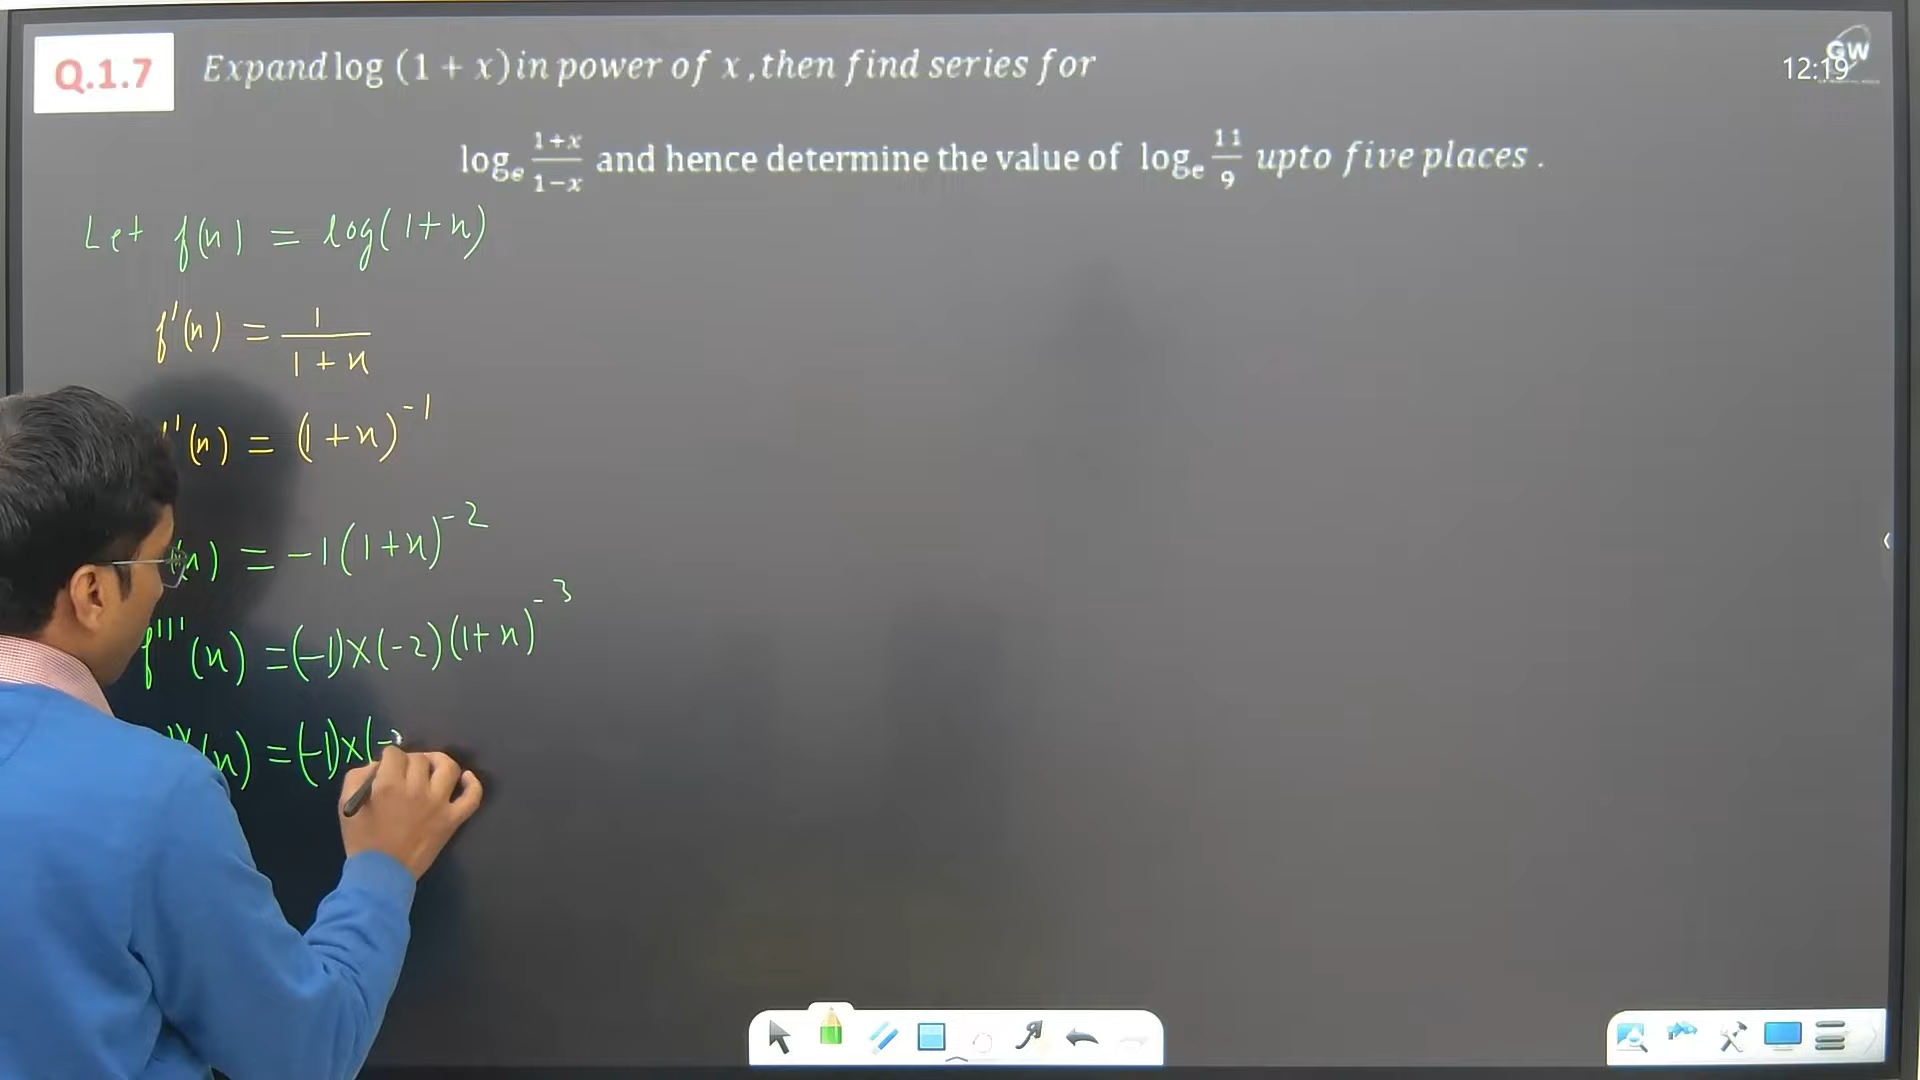 Q.1.7 Expand log (1 + x) in power of x, then find series for
12:19
GW
log_e (1+x)/(1−x) and hence determine the value of log_e 11/9 upto five places .
Let f(x) = log(1+x)
f'(x) = 1/(1+x)
'(x) = (1+x)^-1
(x) = -1(1+x)^-2
f'''(x) = (-1)×(-2)(1+x)^-3
(x) = (-1)×(-